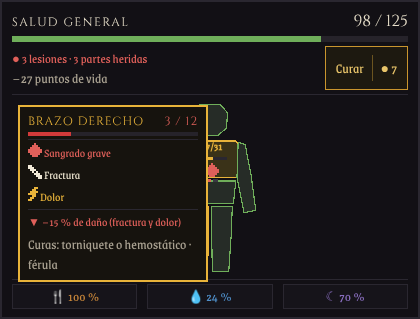 SALUD GENERAL 98 / 125
● 3 lesiones · 3 partes heridas
−27 puntos de vida
Curar ● 7
BRAZO DERECHO 3 / 12
Sangrado grave
Fractura
Dolor
▼ −15 % de daño (fractura y dolor)
Curas: torniquete o hemostático ·
férula
/31
100 %
24 %
70 %